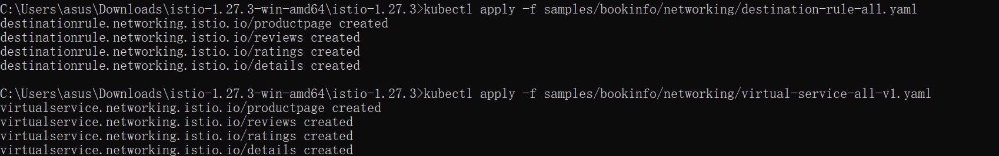 C:\Users\asus\Downloads\istio-1.27.3-win-amd64\istio-1.27.3>kubectl apply -f samples/bookinfo/networking/destination-rule-all.yaml
destinationrule.networking.istio.io/productpage created
destinationrule.networking.istio.io/reviews created
destinationrule.networking.istio.io/ratings created
destinationrule.networking.istio.io/details created
C:\Users\asus\Downloads\istio-1.27.3-win-amd64\istio-1.27.3>kubectl apply -f samples/bookinfo/networking/virtual-service-all-v1.yaml
virtualservice.networking.istio.io/productpage created
virtualservice.networking.istio.io/reviews created
virtualservice.networking.istio.io/ratings created
virtualservice.networking.istio.io/details created